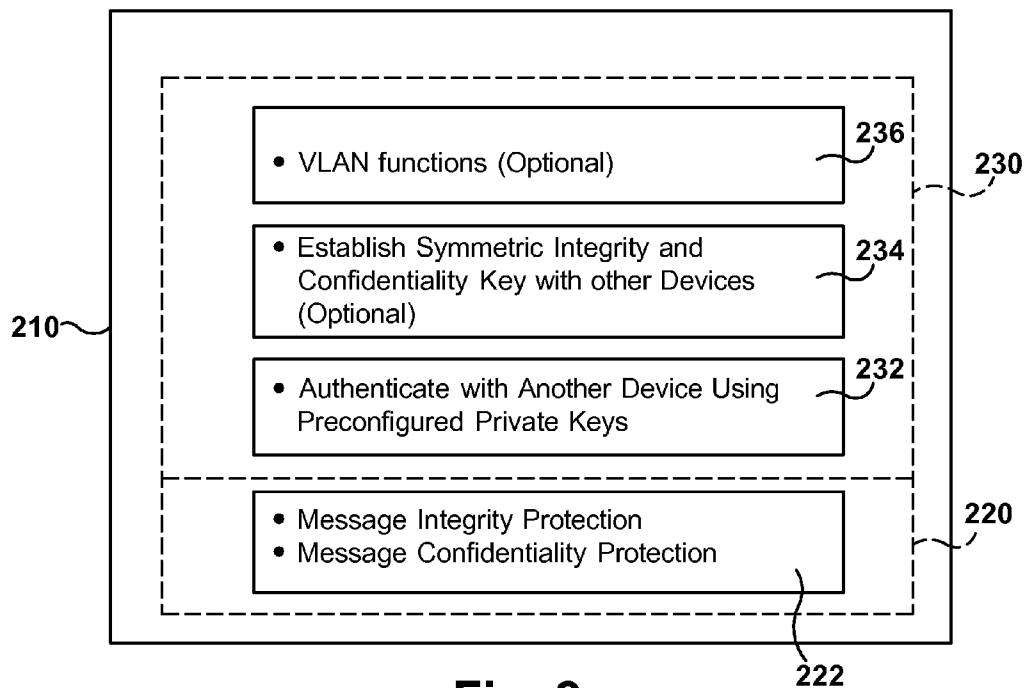 236
• VLAN functions (Optional)
230
• Establish Symmetric Integrity and
Confidentiality Key with other Devices
(Optional)
234
210
232
• Authenticate with Another Device Using
Preconfigured Private Keys
• Message Integrity Protection
• Message Confidentiality Protection
220
222